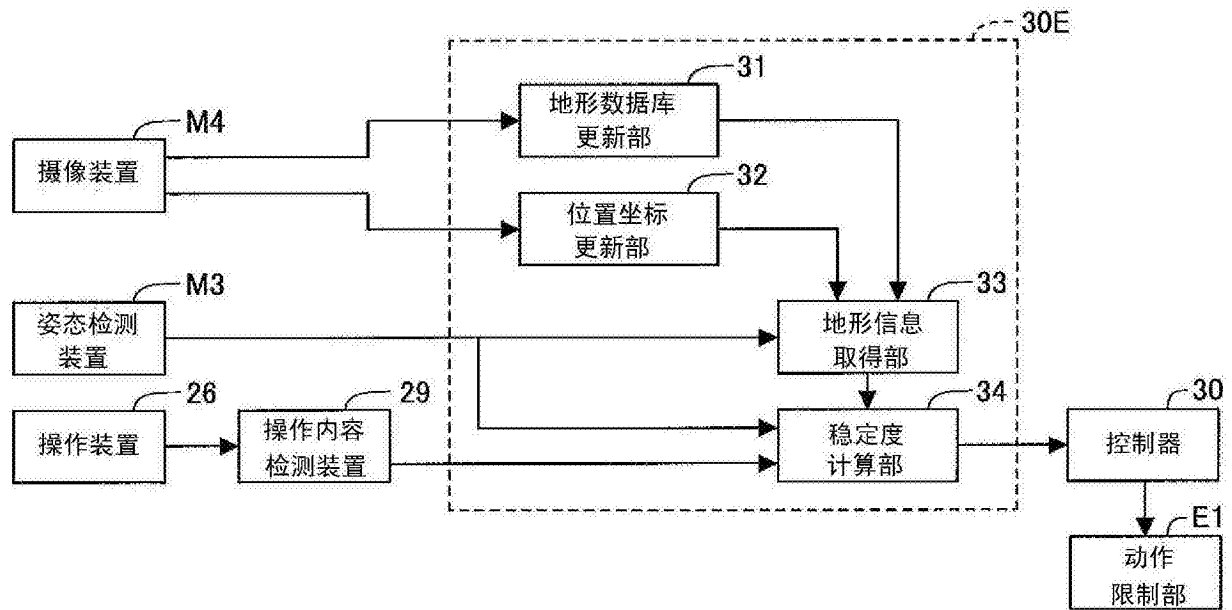 30E
31
地形数据库
更新部
M4
摄像装置
32
位置坐标
更新部
M3
姿态检测
装置
33
地形信息
取得部
26
操作装置
29
操作内容
检测装置
34
稳定度
计算部
30
控制器
E1
动作
限制部